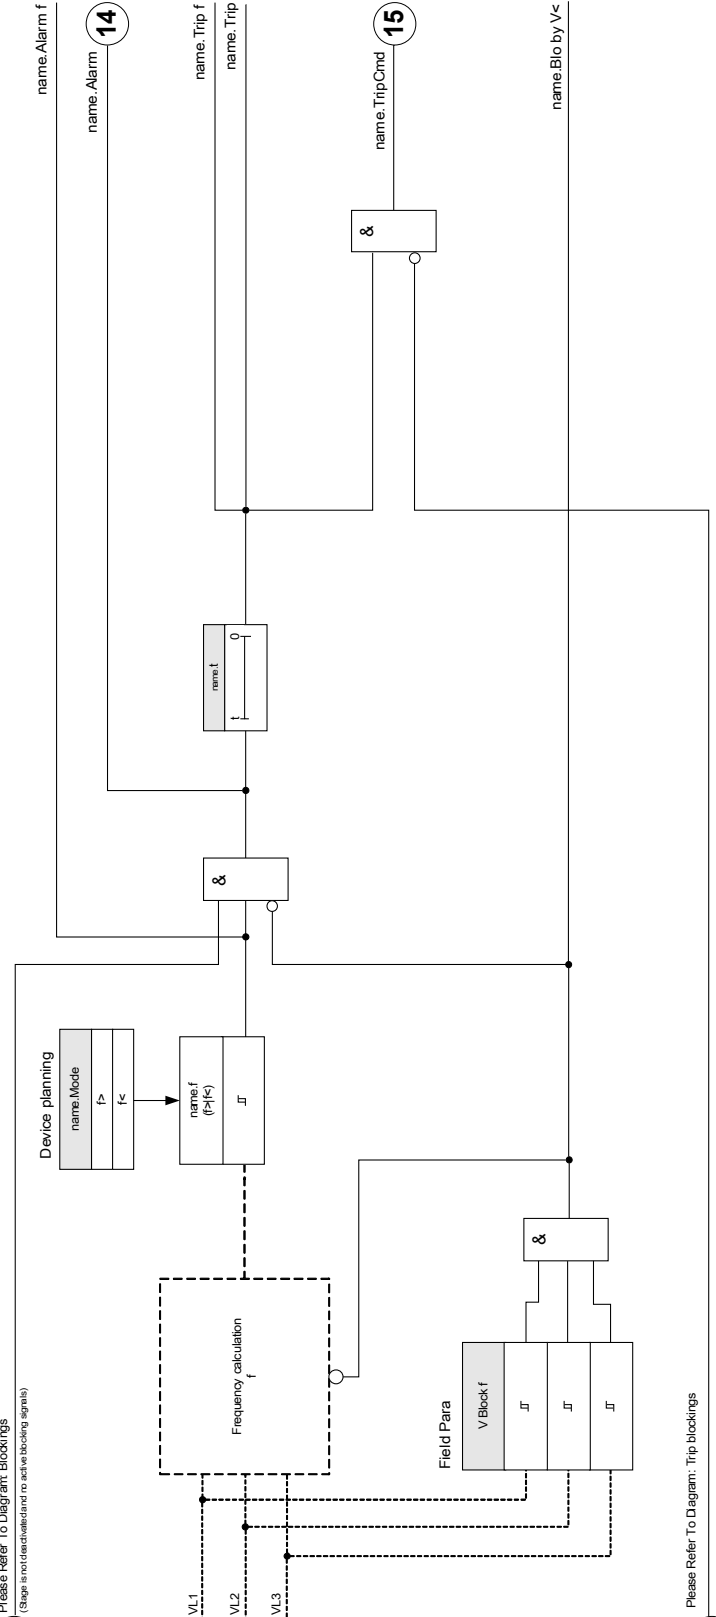 Please Refer To Diagram: Blockings
(Stage is not deactivated and no active blocking signals)
name.Alarm f
name.Alarm
14
name.Trip f
name.Trip
name.TripCmd
15
name.Blo by V<
Device planning
name.Mode
f>
f<
name.f
(f>|f<)
&
name.t
t
0
&
VL1
VL2
VL3
Frequency calculation
f
Field Para
V Block f
&
Please Refer To Diagram: Trip blockings